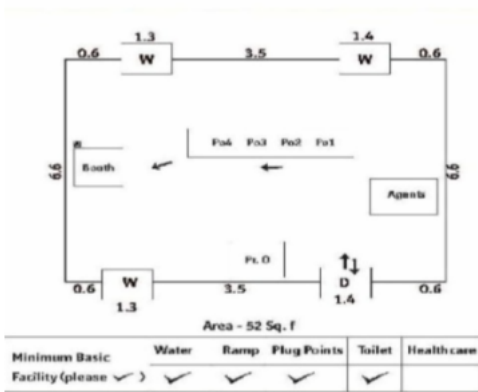 1.3 1.4
0.6 W 3.5 W 0.6
Po4 Po3 Po2 Po1
6.6 Booth 6.6
Agents
Pr. O
0.6 W 3.5 D 0.6
1.3 1.4
Area - 52 Sq. f
Minimum Basic Water Ramp Plug Points Toilet Healthcare
Facility (please ✓) ✓ ✓ ✓ ✓